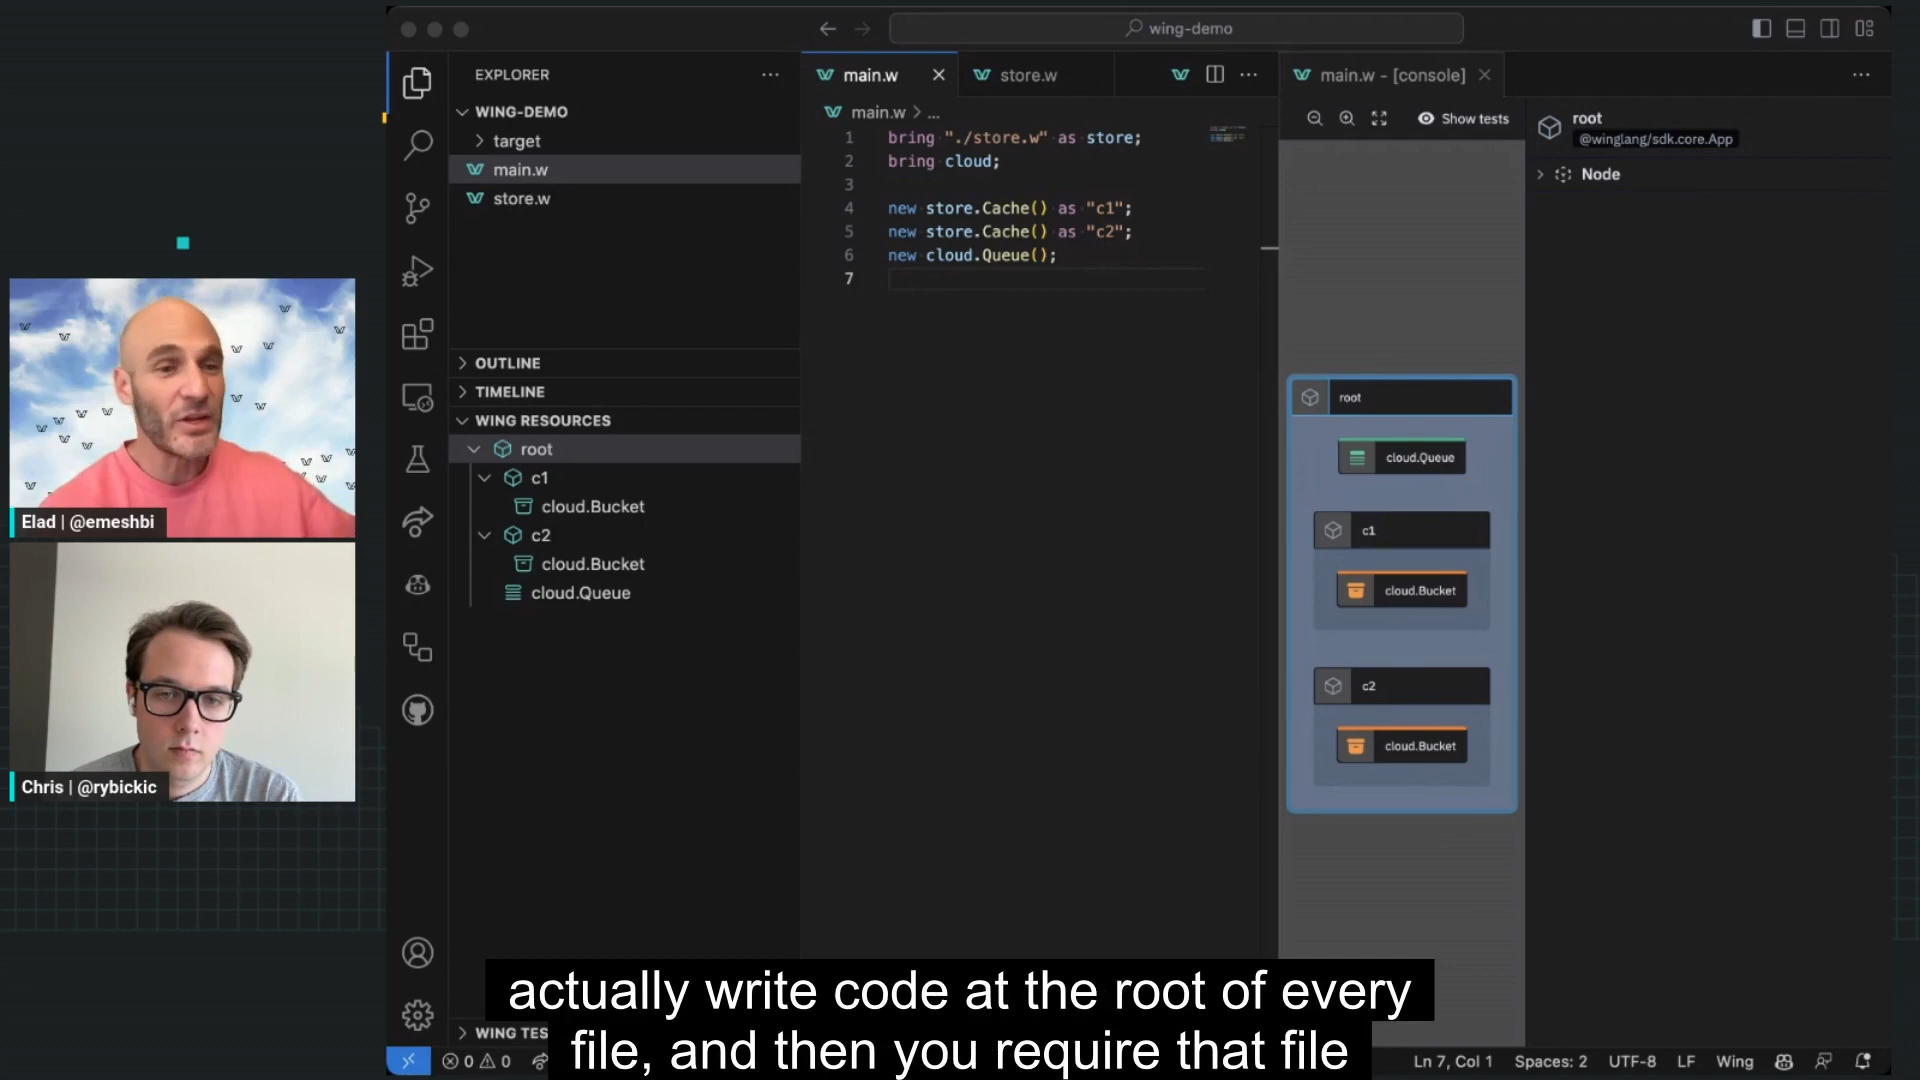 wing-demo
EXPLORER
WING-DEMO
target
main.w
store.w
OUTLINE
TIMELINE
WING RESOURCES
root
c1
cloud.Bucket
c2
cloud.Bucket
cloud.Queue
WING TES
main.w
store.w
main.w > ...
1 bring "./store.w" as store;
2 bring cloud;
3
4 new store.Cache() as "c1";
5 new store.Cache() as "c2";
6 new cloud.Queue();
7
main.w - [console]
Show tests
root
cloud.Queue
c1
cloud.Bucket
c2
cloud.Bucket
root
@winglang/sdk.core.App
Node
Elad | @emeshbi
Chris | @rybickic
actually write code at the root of every
file, and then you require that file
0 0
Ln 7, Col 1 Spaces: 2 UTF-8 LF Wing